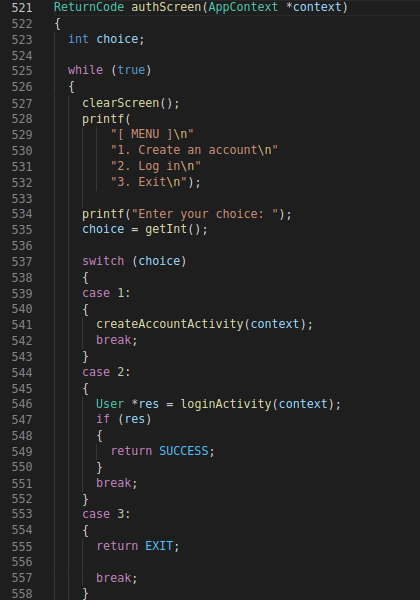 521 ReturnCode authScreen(AppContext *context)
522 {
523   int choice;
524
525   while (true)
526   {
527     clearScreen();
528     printf(
529         "[ MENU ]\n"
530         "1. Create an account\n"
531         "2. Log in\n"
532         "3. Exit\n");
533
534     printf("Enter your choice: ");
535     choice = getInt();
536
537     switch (choice)
538     {
539     case 1:
540     {
541       createAccountActivity(context);
542       break;
543     }
544     case 2:
545     {
546       User *res = loginActivity(context);
547       if (res)
548       {
549         return SUCCESS;
550       }
551       break;
552     }
553     case 3:
554     {
555       return EXIT;
556
557       break;
558     }